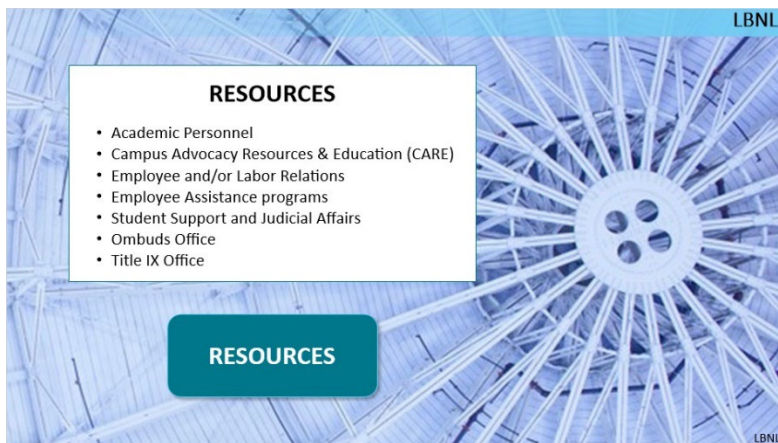 LBNL
RESOURCES
• Academic Personnel
• Campus Advocacy Resources & Education (CARE)
• Employee and/or Labor Relations
• Employee Assistance programs
• Student Support and Judicial Affairs
• Ombuds Office
• Title IX Office
RESOURCES
LBNL